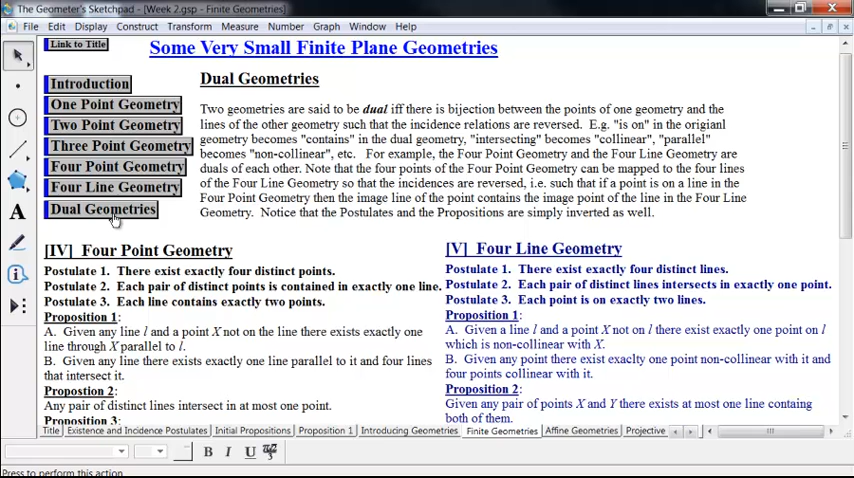 The Geometer's Sketchpad - [Week 2.gsp - Finite Geometries]
File Edit Display Construct Transform Measure Number Graph Window Help
Link to Title
Some Very Small Finite Plane Geometries
Introduction
One Point Geometry
Two Point Geometry
Three Point Geometry
Four Point Geometry
Four Line Geometry
Dual Geometries
Dual Geometries
Two geometries are said to be dual iff there is bijection between the points of one geometry and the
lines of the other geometry such that the incidence relations are reversed. E.g. "is on" in the origianl
geometry becomes "contains" in the dual geometry, "intersecting" becomes "collinear", "parallel"
becomes "non-collinear", etc. For example, the Four Point Geometry and the Four Line Geometry are
duals of each other. Note that the four points of the Four Point Geometry can be mapped to the four lines
of the Four Line Geometry so that the incidences are reversed, i.e. such that if a point is on a line in the
Four Point Geometry then the image line of the point contains the image point of the line in the Four Line
Geometry. Notice that the Postulates and the Propositions are simply inverted as well.
[IV] Four Point Geometry
Postulate 1. There exist exactly four distinct points.
Postulate 2. Each pair of distinct points is contained in exactly one line.
Postulate 3. Each line contains exactly two points.
Proposition 1:
A. Given any line l and a point X not on the line there exists exactly one
line through X parallel to l.
B. Given any line there exists exactly one line parallel to it and four lines
that intersect it.
Propostion 2:
Any pair of distinct lines intersect in at most one point.
Proposition 3:
[V] Four Line Geometry
Postulate 1. There exist exactly four distinct lines.
Postulate 2. Each pair of distinct lines intersects in exactly one point.
Postulate 3. Each point is on exactly two lines.
Proposition 1:
A. Given a line l and a point X not on l there exist exactly one point on l
which is non-collinear with X.
B. Given any point there exist exaclty one point non-collinear with it and
four points collinear with it.
Proposition 2:
Given any pair of points X and Y there exists at most one line containg
both of them.
Title Existence and Incidence Postulates Initial Propositions Proposition 1 Introducing Geometries Finite Geometries Affine Geometries Projective
B I U
Press to perform this action